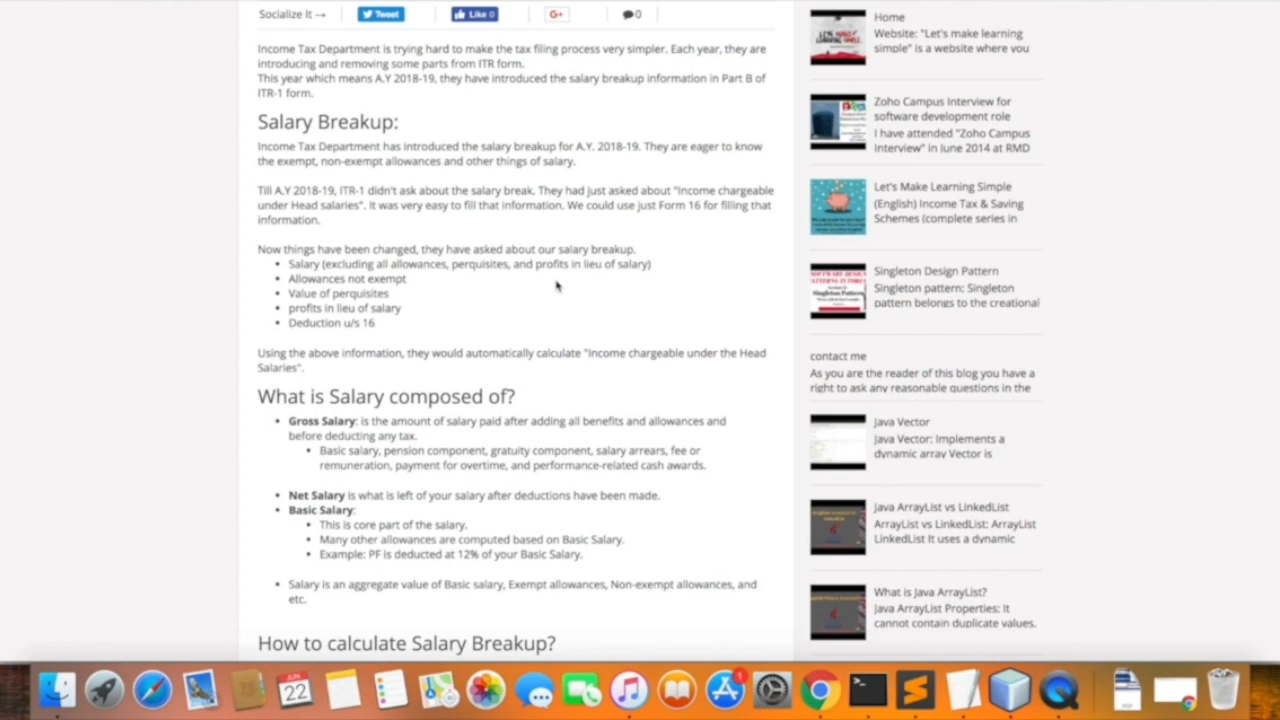 Socialize It →
Tweet
Like 0
G+
0
Income Tax Department is trying hard to make the tax filing process very simpler. Each year, they are
introducing and removing some parts from ITR form.
This year which means A.Y 2018-19, they have introduced the salary breakup information in Part B of
ITR-1 form.
Salary Breakup:
Income Tax Department has introduced the salary breakup for A.Y. 2018-19. They are eager to know
the exempt, non-exempt allowances and other things of salary.
Till A.Y 2018-19, ITR-1 didn't ask about the salary break. They had just asked about "Income chargeable
under Head salaries". It was very easy to fill that information. We could use just Form 16 for filling that
information.
Now things have been changed, they have asked about our salary breakup.
• Salary (excluding all allowances, perquisites, and profits in lieu of salary)
• Allowances not exempt
• Value of perquisites
• profits in lieu of salary
• Deduction u/s 16
Using the above information, they would automatically calculate "Income chargeable under the Head
Salaries".
What is Salary composed of?
• Gross Salary: is the amount of salary paid after adding all benefits and allowances and
before deducting any tax.
• Basic salary, pension component, gratuity component, salary arrears, fee or
remuneration, payment for overtime, and performance-related cash awards.
• Net Salary is what is left of your salary after deductions have been made.
• Basic Salary:
• This is core part of the salary.
• Many other allowances are computed based on Basic Salary.
• Example: PF is deducted at 12% of your Basic Salary.
• Salary is an aggregate value of Basic salary, Exempt allowances, Non-exempt allowances, and
etc.
How to calculate Salary Breakup?
Home
Website: "Let's make learning
simple" is a website where you
Zoho Campus Interview for
software development role
I have attended "Zoho Campus
Interview" in June 2014 at RMD
Let's Make Learning Simple
(English) Income Tax & Saving
Schemes (complete series in
Singleton Design Pattern
Singleton pattern: Singleton
pattern belongs to the creational
contact me
As you are the reader of this blog you have a
right to ask any reasonable questions in the
Java Vector
Java Vector: Implements a
dynamic array Vector is
Java ArrayList vs LinkedList
ArrayList vs LinkedList: ArrayList
LinkedList It uses a dynamic
What is Java ArrayList?
Java ArrayList Properties: It
cannot contain duplicate values.
JUN
22
1